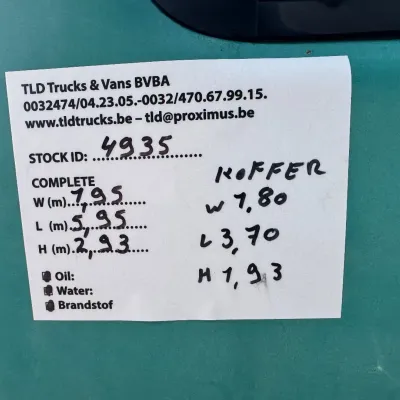 TLD Trucks & Vans BVBA
0032474/04.23.05.-0032/470.67.99.15.
www.tldtrucks.be – tld@proximus.be
STOCK ID: 4935
KOFFER
COMPLETE
W (m) 1,95
W 1,80
L (m) 5,95
L 3,70
H (m) 2,93
H 1,93
Oil:
Water:
Brandstof